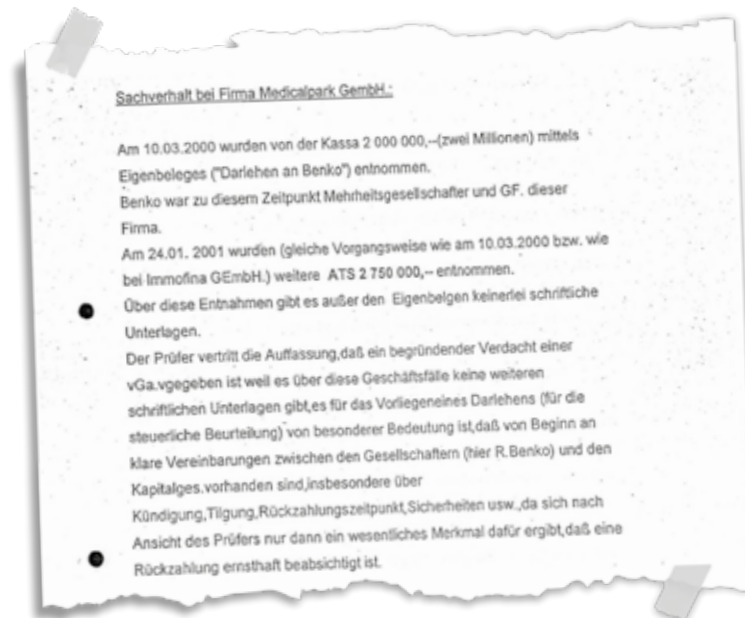 Sachverhalt bei Firma Medicalpark GembH.:
Am 10.03.2000 wurden von der Kassa 2 000 000,--(zwei Millionen) mittels
Eigenbeleges ("Darlehen an Benko") entnommen.
Benko war zu diesem Zeitpunkt Mehrheitsgesellschafter und GF. dieser
Firma.
Am 24.01. 2001 wurden (gleiche Vorgangsweise wie am 10.03.2000 bzw. wie
bei Immofina GEmbH.) weitere ATS 2 750 000,-- entnommen.
Über diese Entnahmen gibt es außer den Eigenbelgen keinerlei schriftliche
Unterlagen.
Der Prüfer vertritt die Auffassung,daß ein begründender Verdacht einer
vGa.vgegeben ist weil es über diese Geschäftsfälle keine weiteren
schriftlichen Unterlagen gibt,es für das Vorliegeneines Darlehens (für die
steuerliche Beurteilung) von besonderer Bedeutung ist,daß von Beginn an
klare Vereinbarungen zwischen den Gesellschaftern (hier R.Benko) und den
Kapitalges.vorhanden sind,insbesondere über
Kündigung,Tilgung,Rückzahlungszeitpunkt,Sicherheiten usw.,da sich nach
Ansicht des Prüfers nur dann ein wesentliches Merkmal dafür ergibt,daß eine
Rückzahlung ernsthaft beabsichtigt ist.